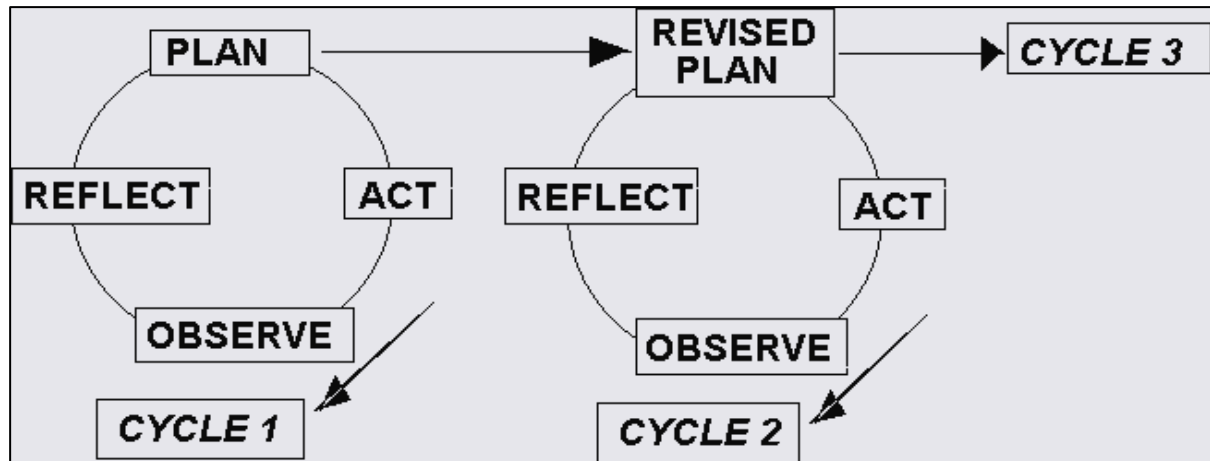 PLAN
REVISED
PLAN
CYCLE 3
REFLECT
ACT
REFLECT
ACT
OBSERVE
OBSERVE
CYCLE 1
CYCLE 2